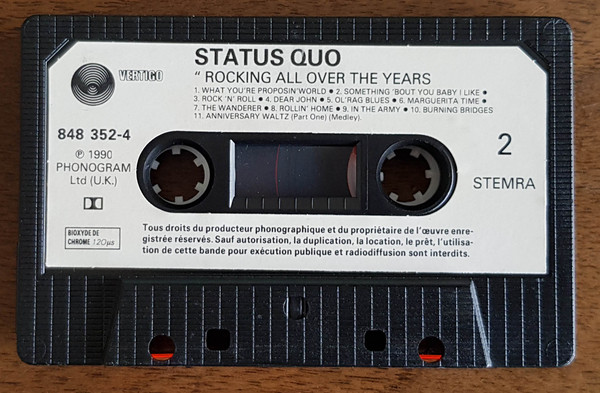 VERTIGO
STATUS QUO
" ROCKING ALL OVER THE YEARS
1. WHAT YOU'RE PROPOSIN' WORLD ● 2. SOMETHING 'BOUT YOU BABY I LIKE ●
3. ROCK 'N' ROLL ● 4. DEAR JOHN ● 5. OL'RAG BLUES ● 6. MARGUERITA TIME ●
7. THE WANDERER ● 8. ROLLIN' HOME ● 9. IN THE ARMY ● 10. BURNING BRIDGES
11. ANNIVERSARY WALTZ (Part One) (Medley).
848 352-4
℗ 1990
PHONOGRAM
Ltd (U.K.)
2
STEMRA
BIOXYDE DE
CHROME 120µs
Tous droits du producteur phonographique et du propriétaire de l'œuvre enre-
gistrée réservés. Sauf autorisation, la duplication, la location, le prêt, l'utilisa-
tion de cette bande pour exécution publique et radiodiffusion sont interdits.